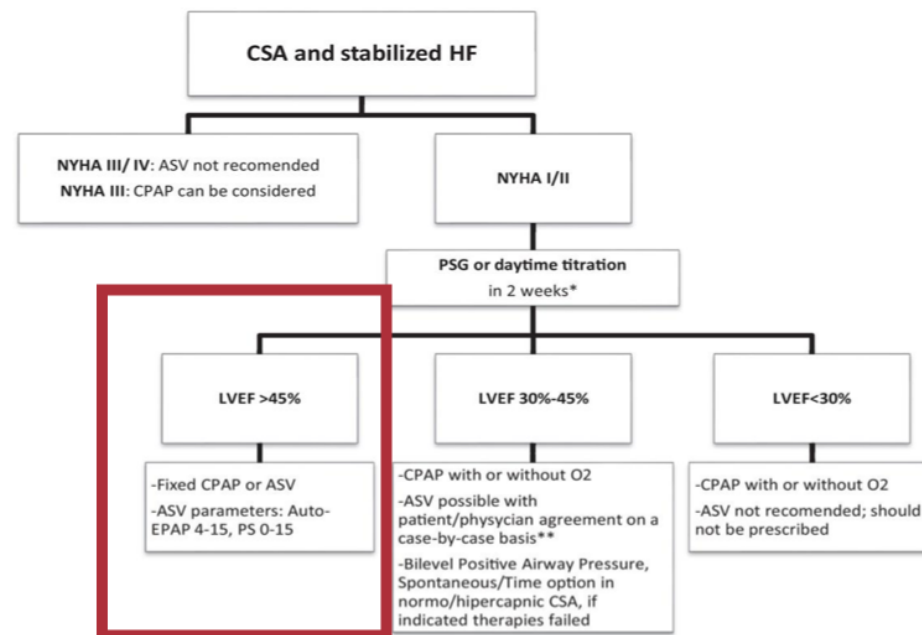 CSA and stabilized HF
NYHA III/ IV: ASV not recomended
NYHA III: CPAP can be considered
NYHA I/II
PSG or daytime titration
in 2 weeks*
LVEF >45%
LVEF 30%-45%
LVEF<30%
-Fixed CPAP or ASV
-ASV parameters: Auto-
EPAP 4-15, PS 0-15
-CPAP with or without O2
-ASV possible with
patient/physycian agreement on a
case-by-case basis**
-Bilevel Positive Airway Pressure,
Spontaneous/Time option in
normo/hipercapnic CSA, if
indicated therapies failed
-CPAP with or without O2
-ASV not recomended; should
not be prescribed